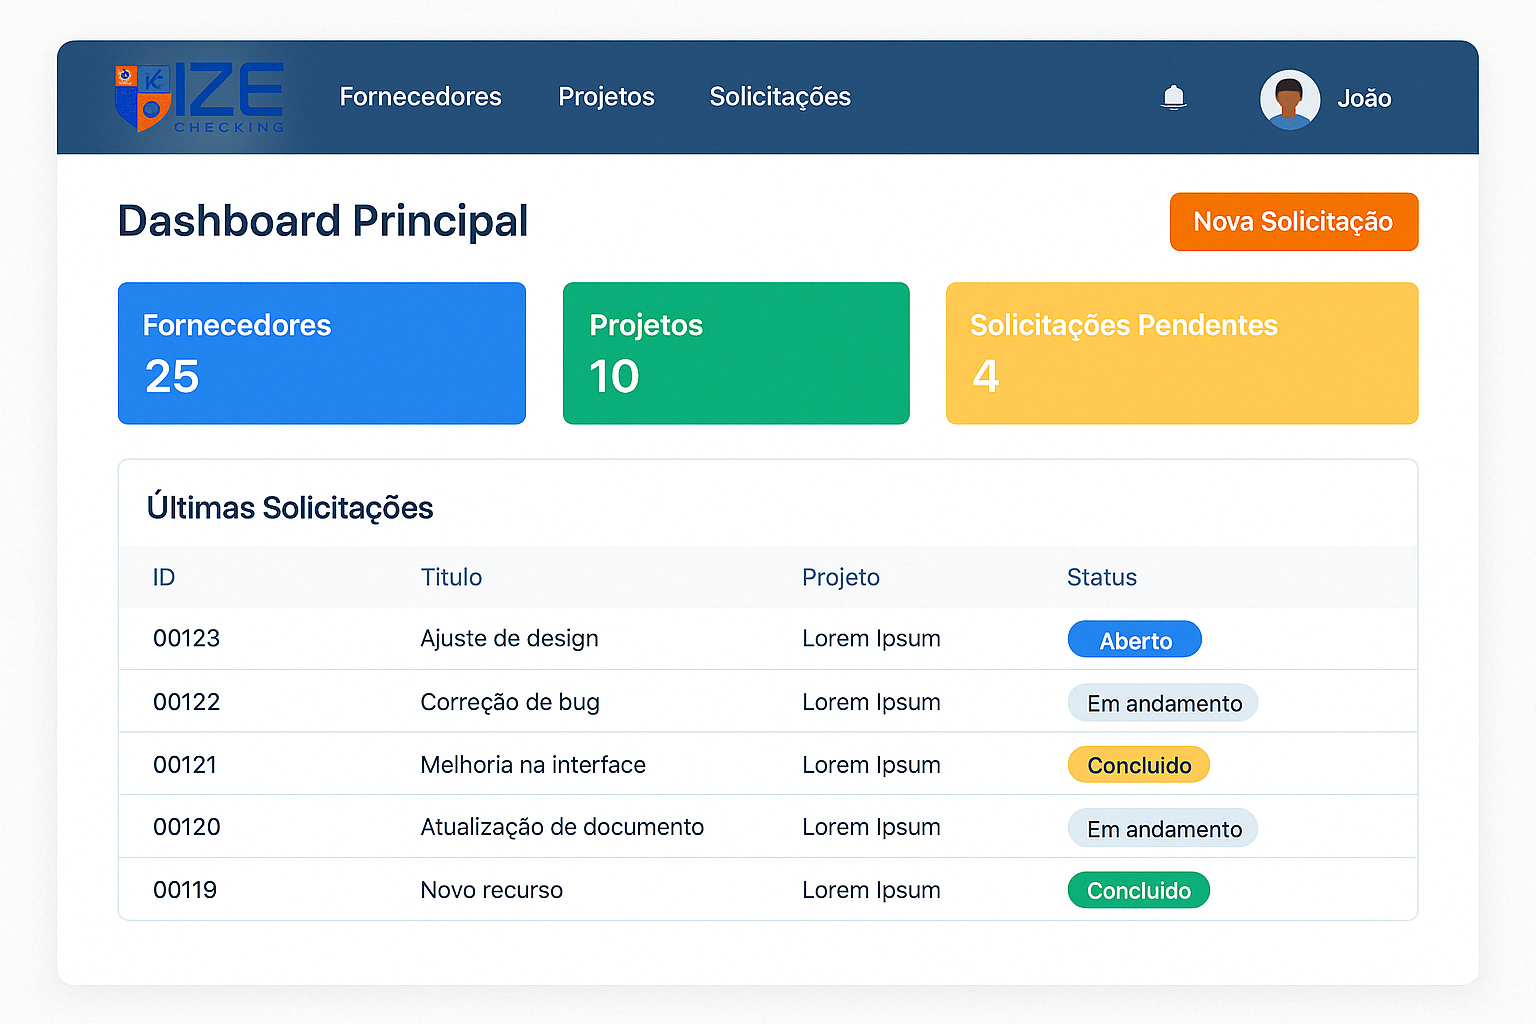 IZE
CHECKING
Fornecedores Projetos Solicitações João
Dashboard Principal
Nova Solicitação
Fornecedores
25
Projetos
10
Solicitações Pendentes
4
Últimas Solicitações
ID Titulo Projeto Status
00123 Ajuste de design Lorem Ipsum Aberto
00122 Correção de bug Lorem Ipsum Em andamento
00121 Melhoria na interface Lorem Ipsum Concluido
00120 Atualização de documento Lorem Ipsum Em andamento
00119 Novo recurso Lorem Ipsum Concluido